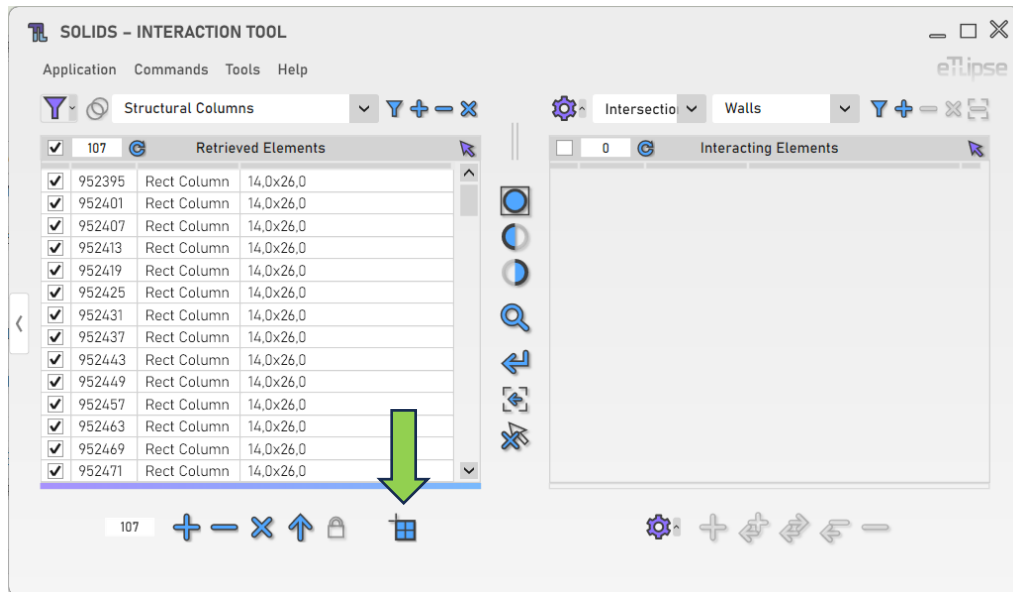 SOLIDS – INTERACTION TOOL
Application Commands Tools Help
eTLipse
Structural Columns
Intersection
Walls
107 Retrieved Elements
952395 Rect Column 14,0x26,0
952401 Rect Column 14,0x26,0
952407 Rect Column 14,0x26,0
952413 Rect Column 14,0x26,0
952419 Rect Column 14,0x26,0
952425 Rect Column 14,0x26,0
952431 Rect Column 14,0x26,0
952437 Rect Column 14,0x26,0
952443 Rect Column 14,0x26,0
952449 Rect Column 14,0x26,0
952457 Rect Column 14,0x26,0
952463 Rect Column 14,0x26,0
952469 Rect Column 14,0x26,0
952471 Rect Column 14,0x26,0
107
0 Interacting Elements